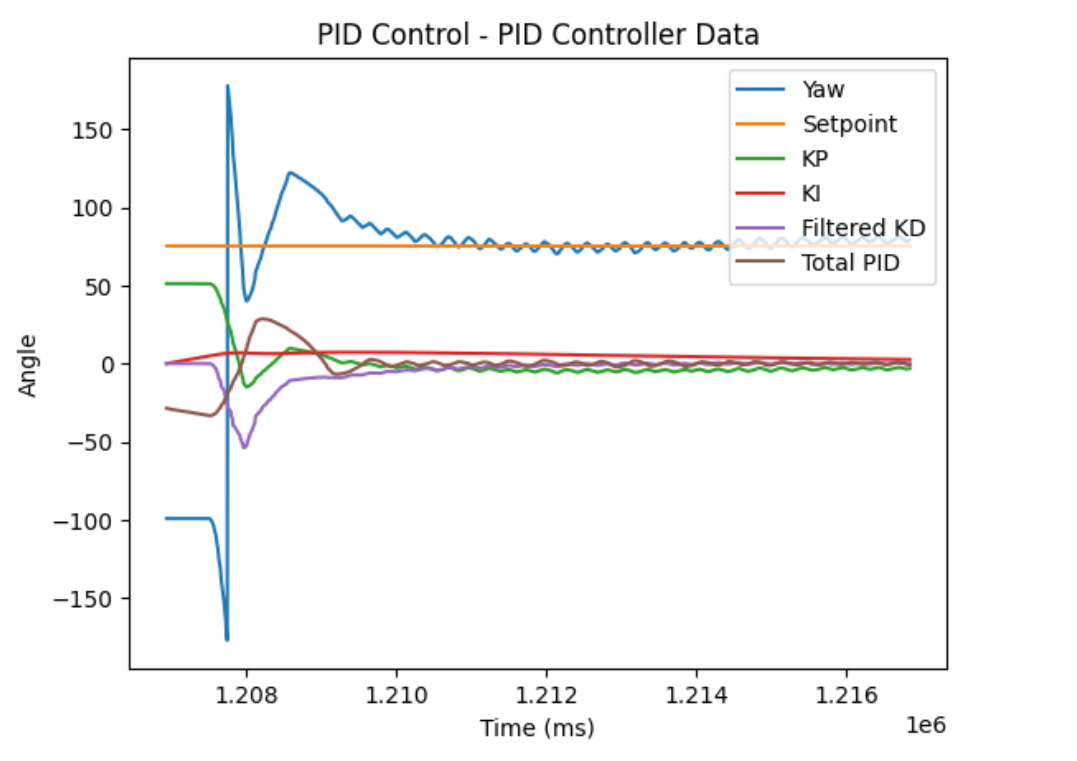 PID Control - PID Controller Data
Yaw
Setpoint
KP
KI
Filtered KD
Total PID
Angle
150
100
50
0
−50
−100
−150
1.208 1.210 1.212 1.214 1.216
Time (ms)
1e6